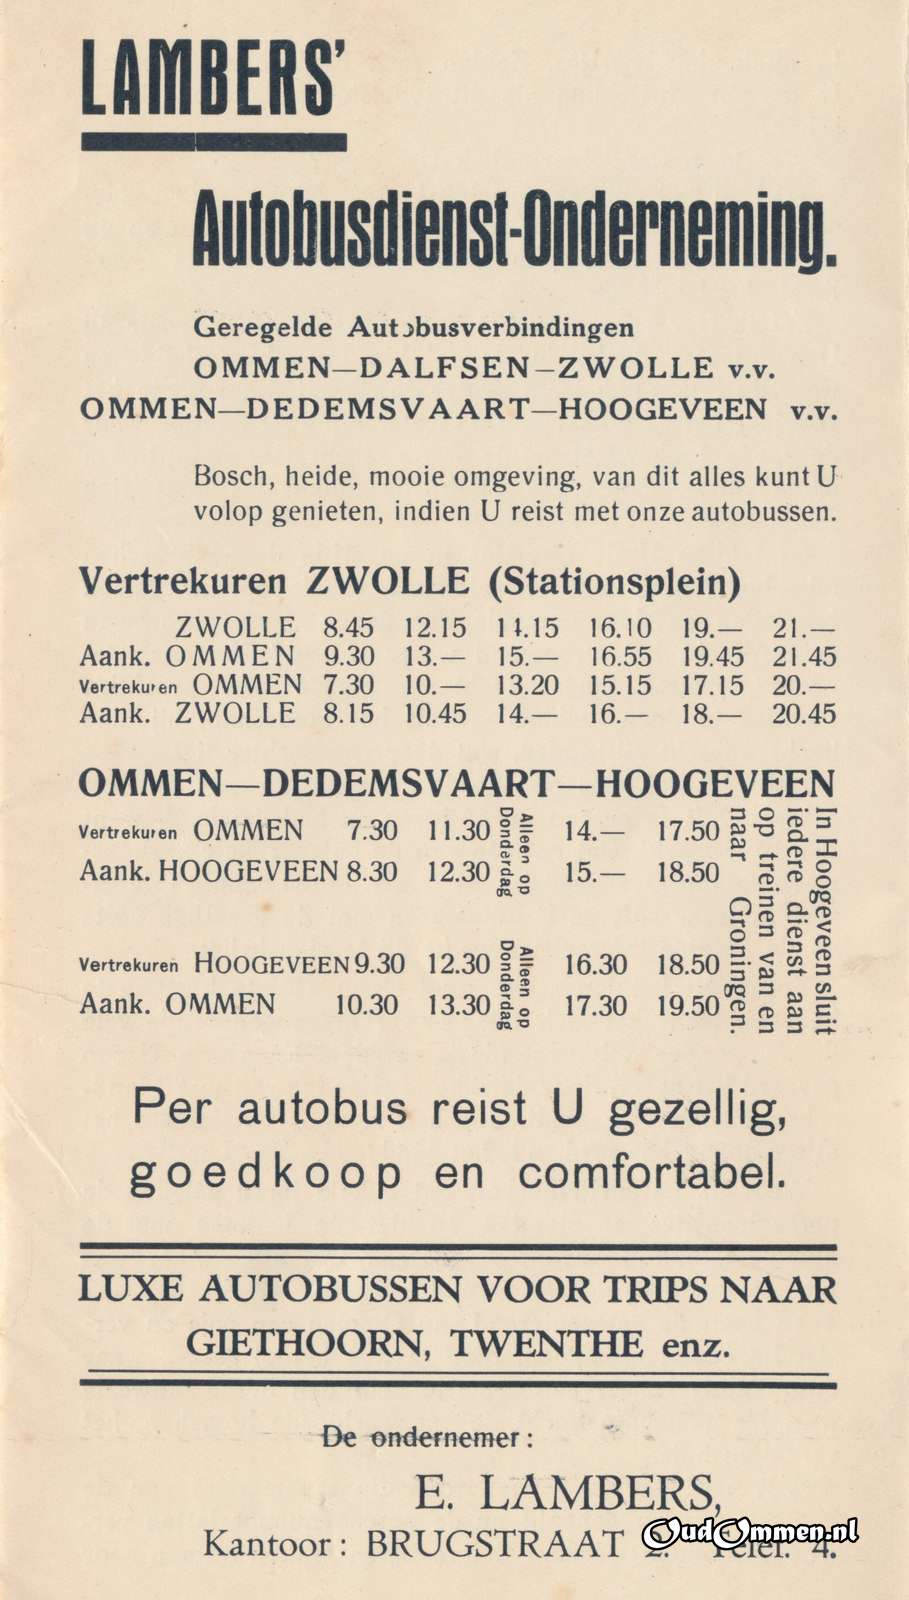 LAMBERS'
Autobusdienst-Onderneming.
Geregelde Autobusverbindingen
OMMEN—DALFSEN—ZWOLLE v.v.
OMMEN—DEDEMSVAART—HOOGEVEEN v.v.
Bosch, heide, mooie omgeving, van dit alles kunt U
volop genieten, indien U reist met onze autobussen.
Vertrekuren ZWOLLE (Stationsplein)
ZWOLLE 8.45 12.15 14.15 16.10 19.— 21.—
Aank. OMMEN 9.30 13.— 15.— 16.55 19.45 21.45
Vertrekuren OMMEN 7.30 10.— 13.20 15.15 17.15 20.—
Aank. ZWOLLE 8.15 10.45 14.— 16.— 18.— 20.45
OMMEN—DEDEMSVAART—HOOGEVEEN
Vertrekuren OMMEN 7.30 11.30 14.— 17.50
Aank. HOOGEVEEN 8.30 12.30 15.— 18.50
Alleen op
Donderdag
Vertrekuren HOOGEVEEN 9.30 12.30 16.30 18.50
Aank. OMMEN 10.30 13.30 17.30 19.50
Alleen op
Donderdag
In Hoogeveen sluit
iedere dienst aan
op treinen van en
naar Groningen.
Per autobus reist U gezellig,
goedkoop en comfortabel.
LUXE AUTOBUSSEN VOOR TRIPS NAAR
GIETHOORN, TWENTHE enz.
De ondernemer:
E. LAMBERS,
Kantoor: BRUGSTRAAT 2. Telef. 4.
OudOmmen.nl